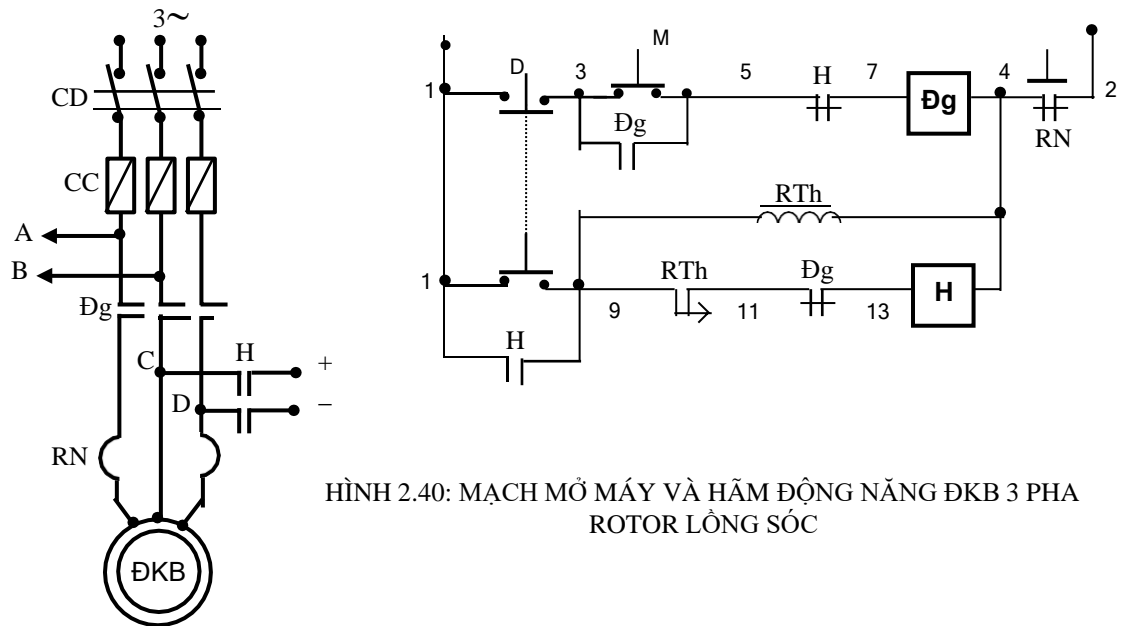 3~
CD
CC
A
B
Đg
C
H
+
D
–
RN
ĐKB
M
D
1
3
5
H
7
Đg
4
2
RN
Đg
RTh
1
RTh
Đg
9
11
13
H
H
HÌNH 2.40: MẠCH MỞ MÁY VÀ HÃM ĐỘNG NĂNG ĐKB 3 PHA
ROTOR LỒNG SÓC